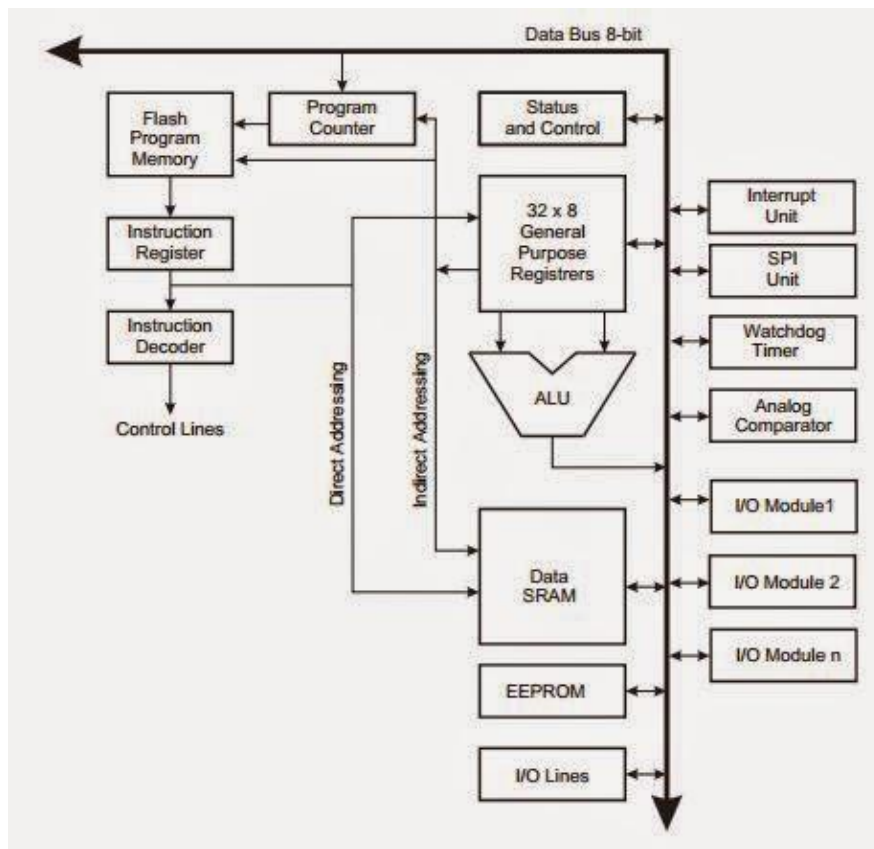 Data Bus 8-bit
Flash
Program
Memory
Program
Counter
Status
and Control
Instruction
Register
32 x 8
General
Purpose
Registrers
Interrupt
Unit
SPI
Unit
Instruction
Decoder
Watchdog
Timer
Control Lines
Direct Addressing
Indirect Addressing
ALU
Analog
Comparator
I/O Module1
Data
SRAM
I/O Module 2
I/O Module n
EEPROM
I/O Lines